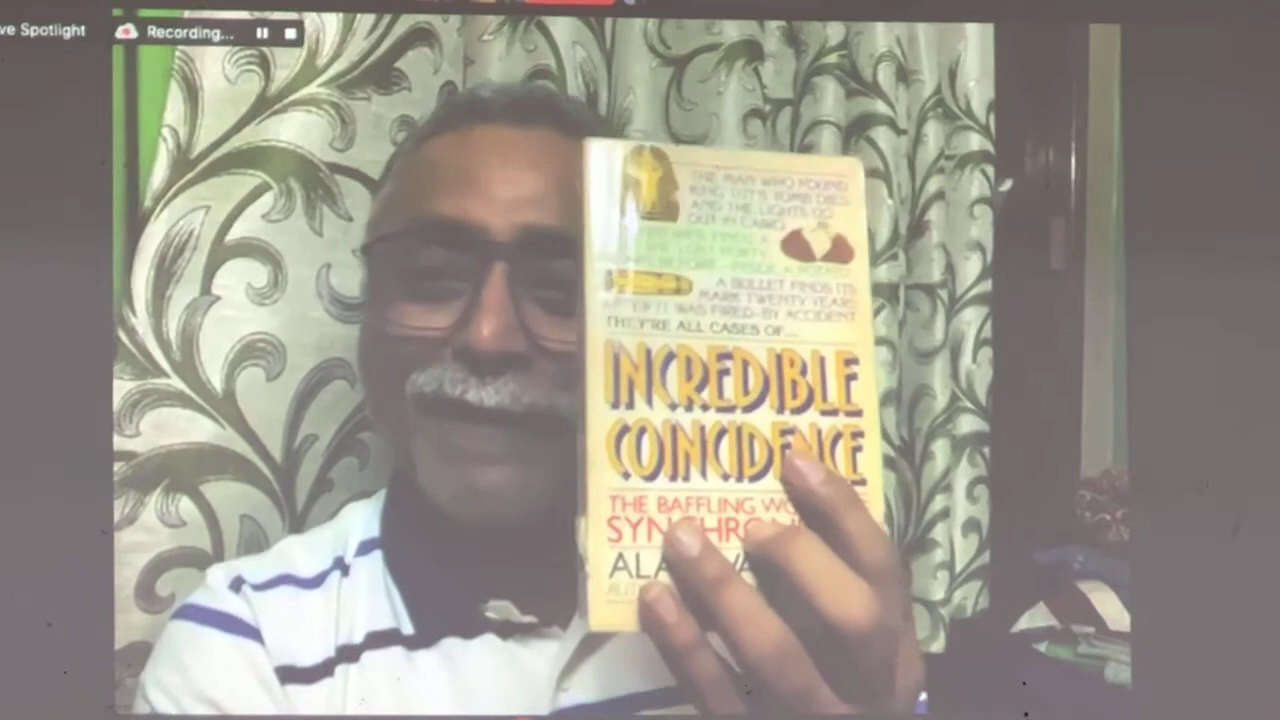 ve Spotlight
Recording...
THE MAN WHO FOUND
KING TUT'S TOMB DIES
AND THE LIGHTS GO
OUT IN CAIRO
A BULLET FINDS ITS
MARK TWENTY YEARS
AFTER IT WAS FIRED-BY ACCIDENT
THEY'RE ALL CASES OF...
INCREDIBLE
COINCIDENCE
THE BAFFLING WO
SYNCHRONI
ALA VA